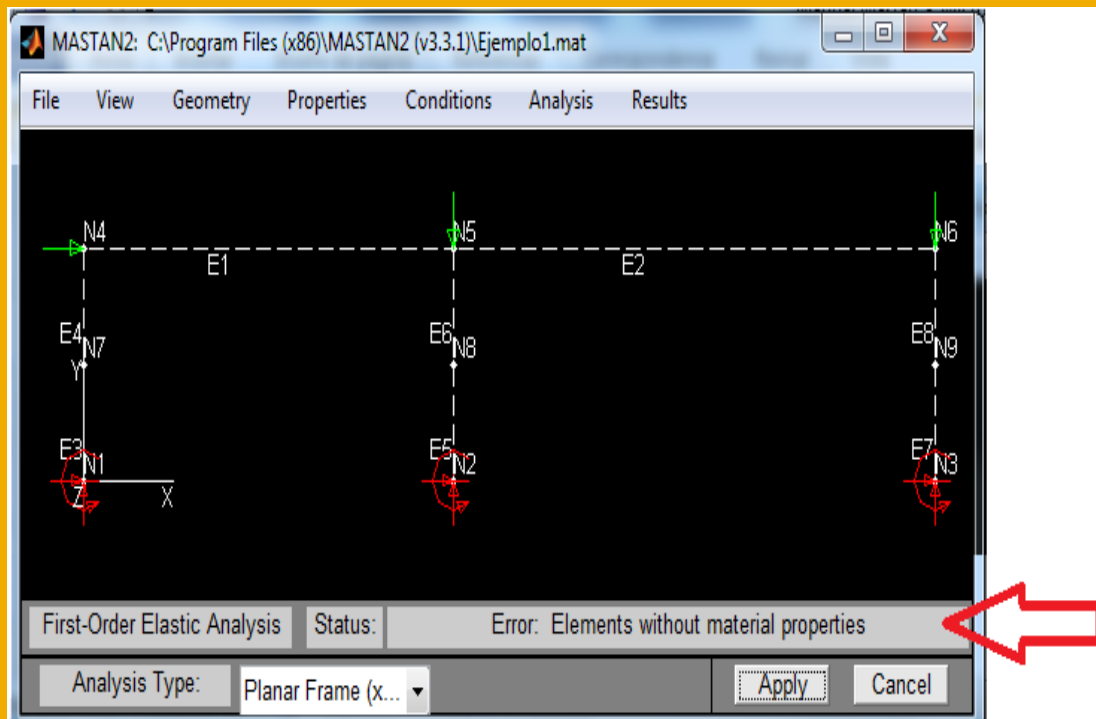 MASTAN2: C:\Program Files (x86)\MASTAN2 (v3.3.1)\Ejemplo1.mat
File View Geometry Properties Conditions Analysis Results
N4 N5 N6
E1 E2
E4 E6 E8
N7 N8 N9
Y
E3 E5 E7
N1 N2 N3
Z X
First-Order Elastic Analysis Status: Error: Elements without material properties
Analysis Type: Planar Frame (x... Apply Cancel